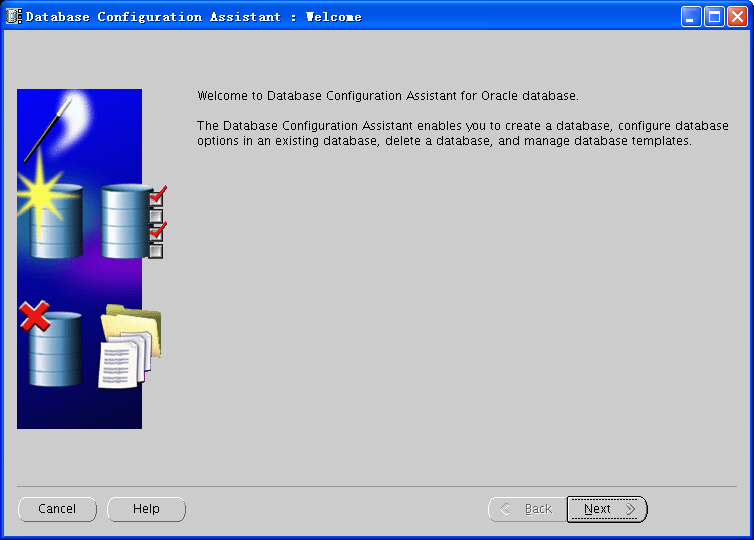 Database Configuration Assistant : Welcome
Welcome to Database Configuration Assistant for Oracle database.
The Database Configuration Assistant enables you to create a database, configure database
options in an existing database, delete a database, and manage database templates.
Cancel
Help
Back
Next